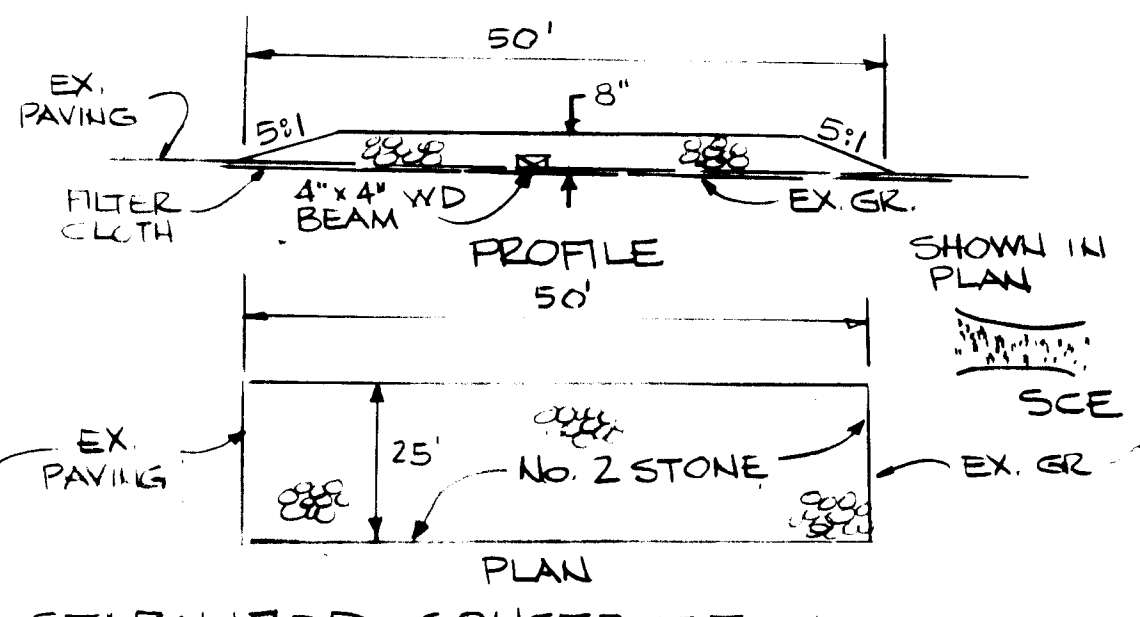 50'
EX.
PAVING
8"
5:1
5:1
FILTER
CLOTH
4" x 4" WD
BEAM
EX. GR.
PROFILE
SHOWN IN
PLAN
50'
SCE
EX.
PAVING
25'
No. 2 STONE
EX. GR
PLAN